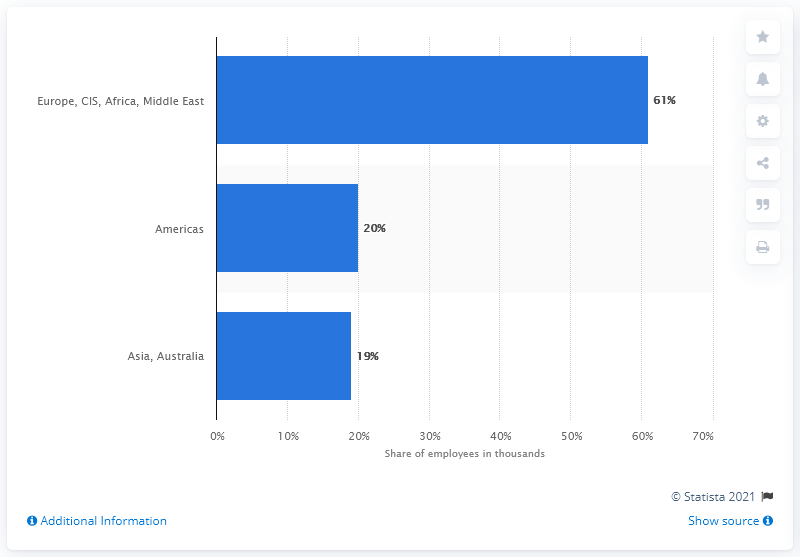 Europe, CIS, Africa, Middle East
61%
Americas
20%
Asia, Australia
19%
0% 10% 20% 30% 40% 50% 60% 70%
Share of employees in thousands
© Statista 2021
Additional Information
Show source